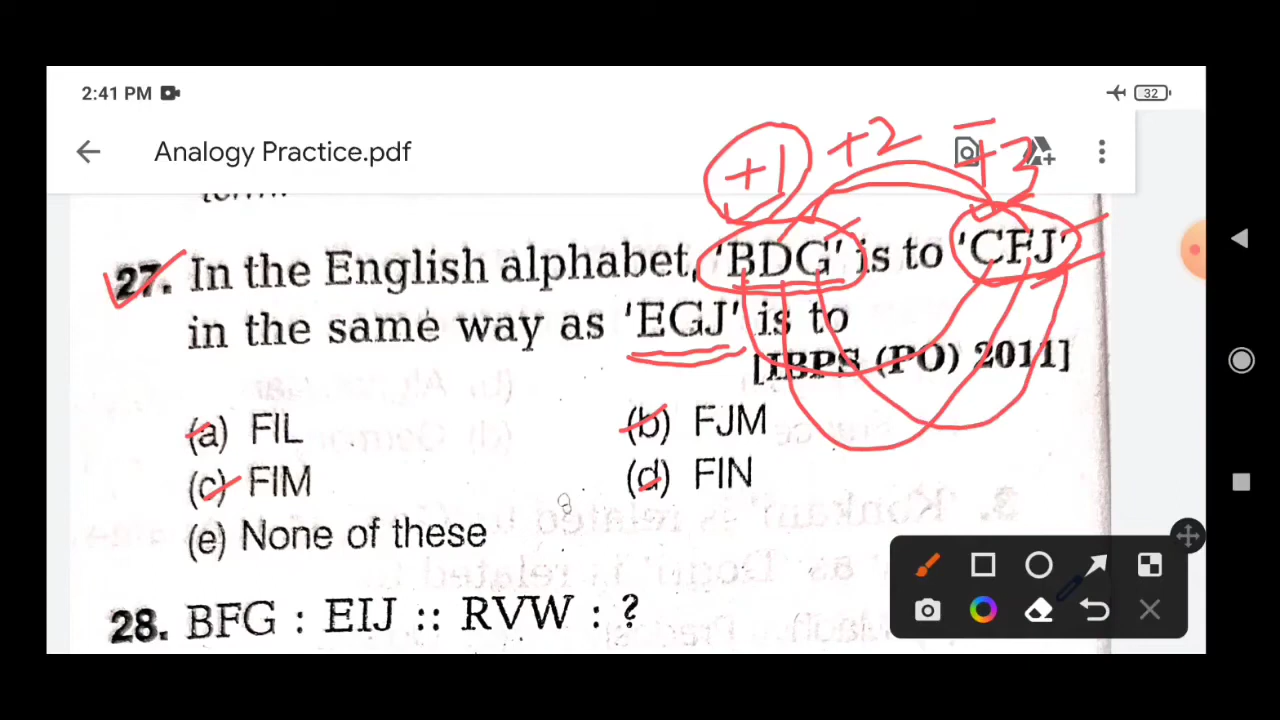 2:41 PM
32
Analogy Practice.pdf
+1 +2 +3
27. In the English alphabet, 'BDG' is to 'CFJ'
in the same way as 'EGJ' is to
[IBPS (PO) 2011]
(a) FIL (b) FJM
(c) FIM (d) FIN
(e) None of these
28. BFG : EIJ :: RVW : ?